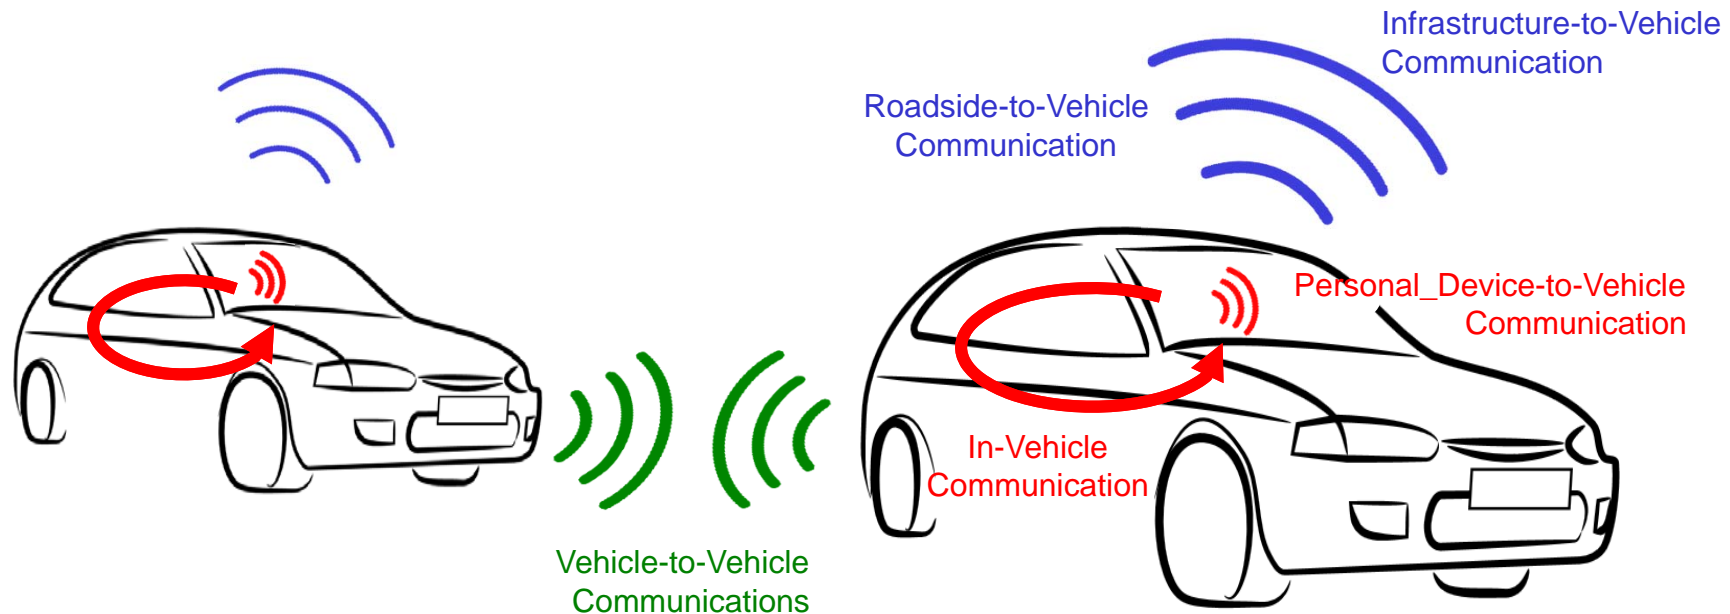 Infrastructure-to-Vehicle
Communication
Roadside-to-Vehicle
Communication
Personal_Device-to-Vehicle
Communication
In-Vehicle
Communication
Vehicle-to-Vehicle
Communications